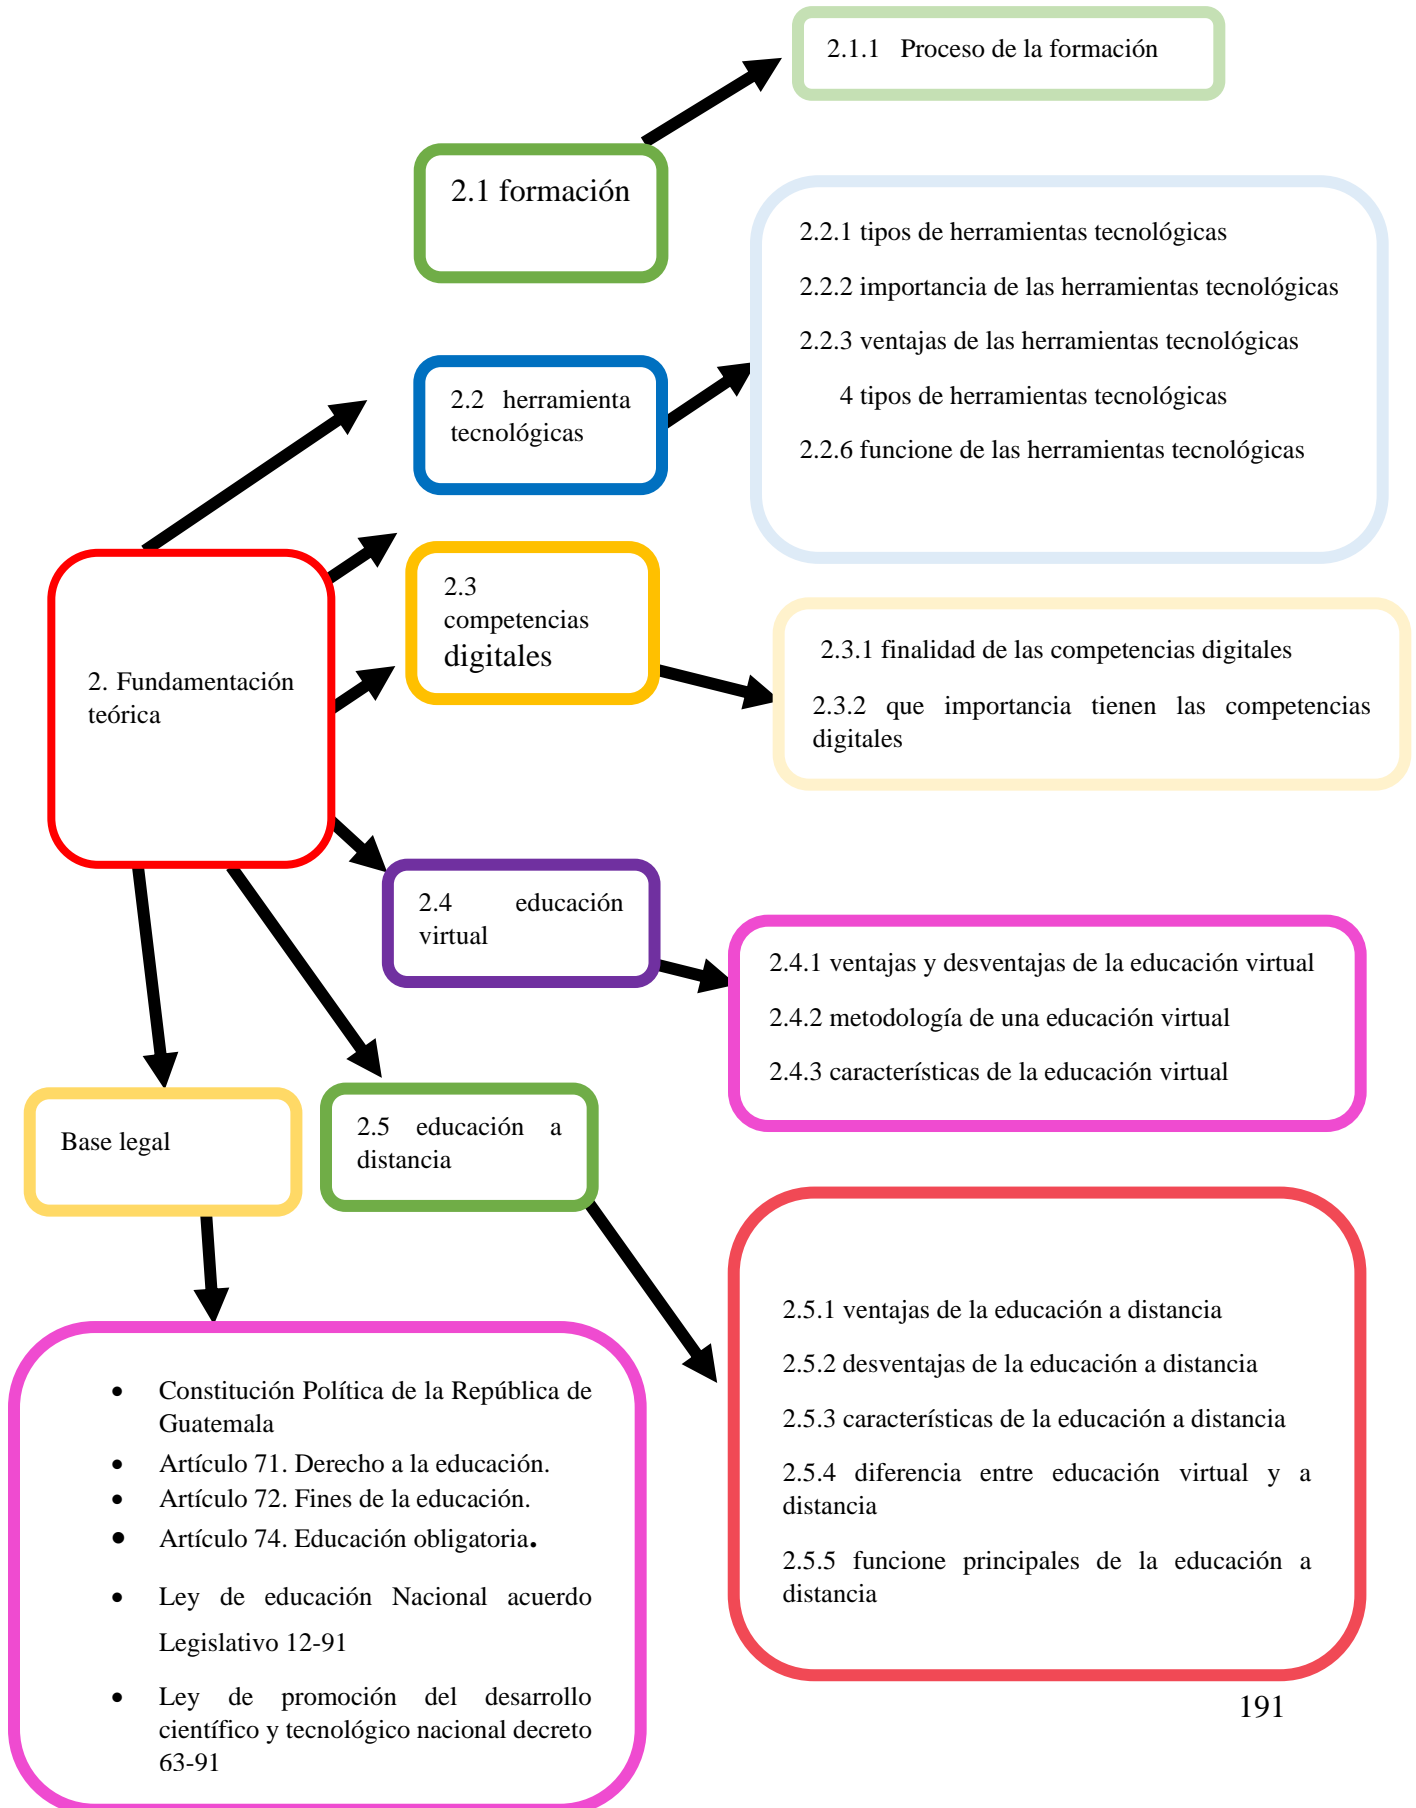 2.1.1 Proceso de la formación
2.1 formación
2.2.1 tipos de herramientas tecnológicas
2.2.2 importancia de las herramientas tecnológicas
2.2.3 ventajas de las herramientas tecnológicas
4 tipos de herramientas tecnológicas
2.2.6 funcione de las herramientas tecnológicas
2.2 herramienta
tecnológicas
2.3
competencias
digitales
2.3.1 finalidad de las competencias digitales
2.3.2 que importancia tienen las competencias
digitales
2. Fundamentación
teórica
2.4 educación
virtual
2.4.1 ventajas y desventajas de la educación virtual
2.4.2 metodología de una educación virtual
2.4.3 características de la educación virtual
Base legal
2.5 educación a
distancia
2.5.1 ventajas de la educación a distancia
2.5.2 desventajas de la educación a distancia
2.5.3 características de la educación a distancia
2.5.4 diferencia entre educación virtual y a
distancia
2.5.5 funcione principales de la educación a
distancia
• Constitución Política de la República de
Guatemala
• Artículo 71. Derecho a la educación.
• Artículo 72. Fines de la educación.
• Artículo 74. Educación obligatoria.
• Ley de educación Nacional acuerdo
Legislativo 12-91
• Ley de promoción del desarrollo
científico y tecnológico nacional decreto
63-91
191